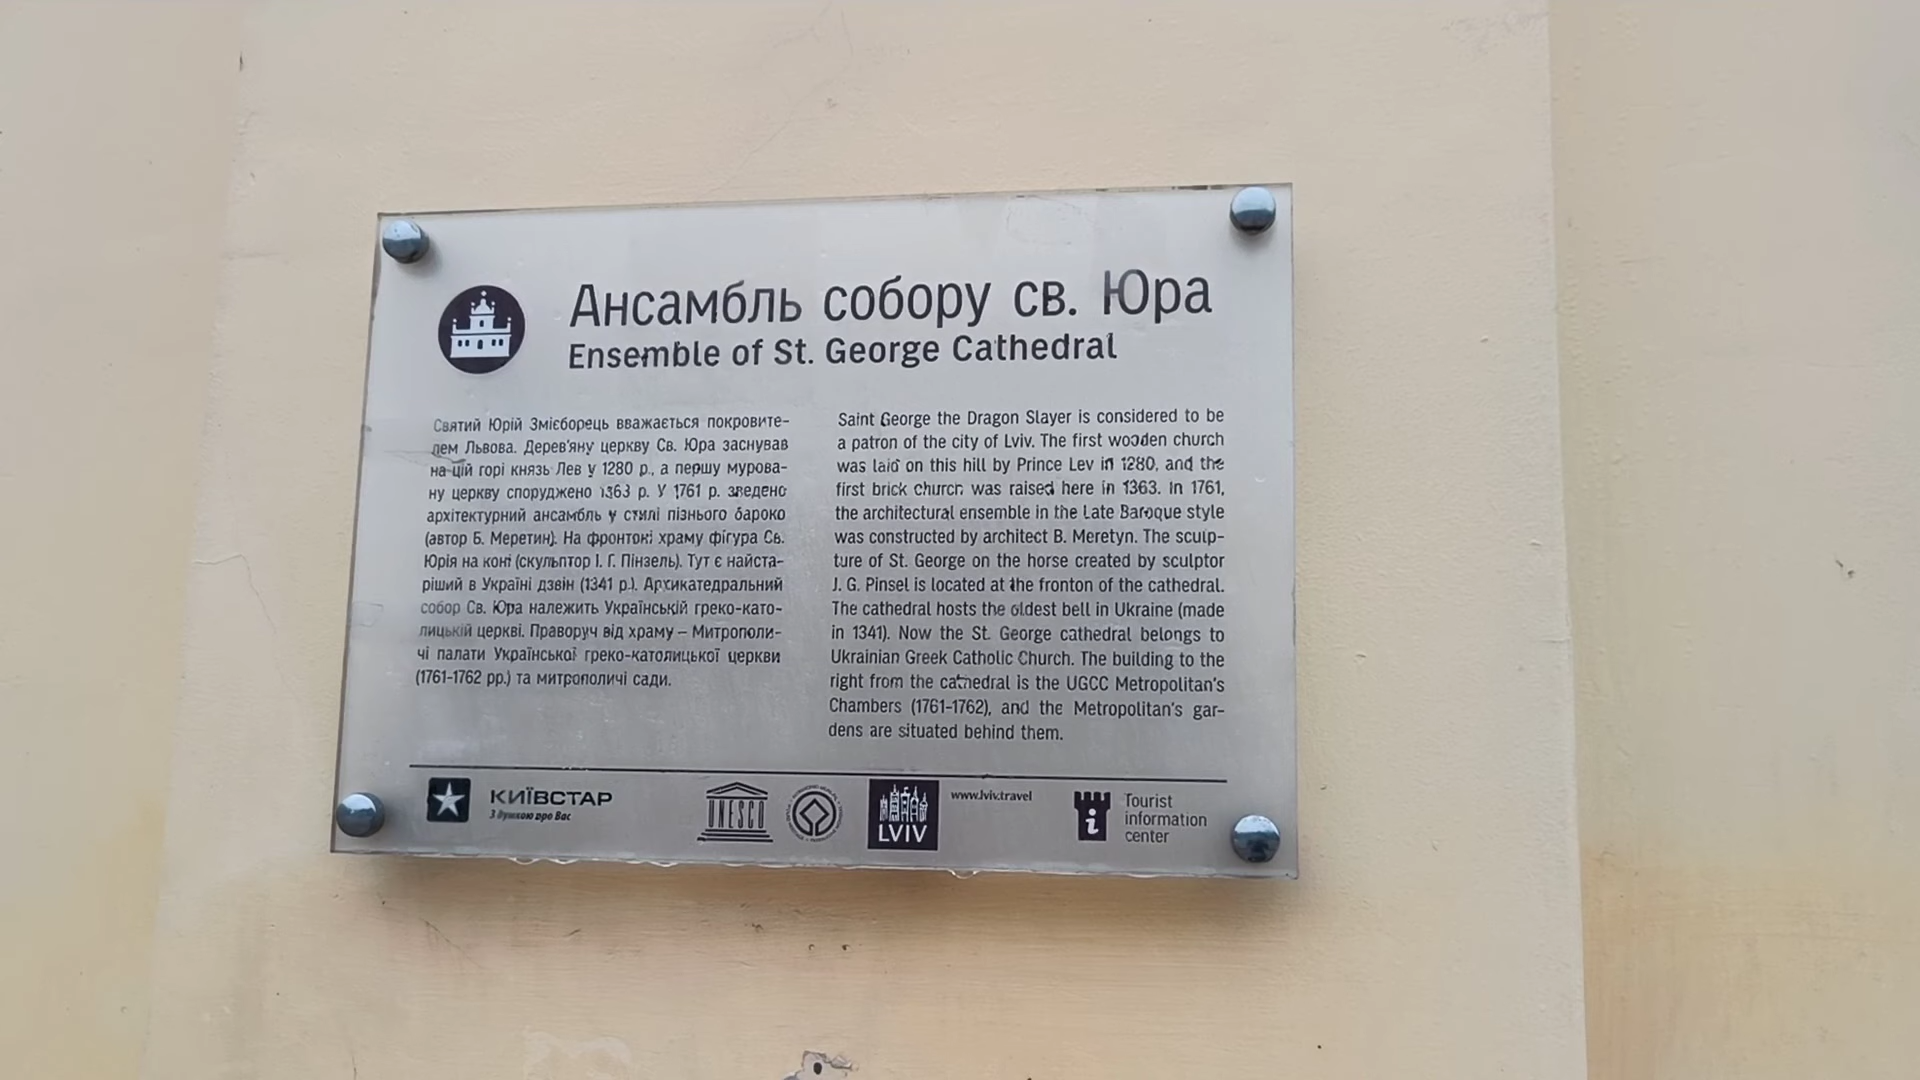 Ансамбль собору св. Юра
Ensemble of St. George Cathedral
Святий Юрій Змієборець вважається покровите-
лем Львова. Дерев'яну церкву Св. Юра заснував
на цій горі князь Лев у 1280 р., а першу мурова-
ну церкву споруджено 1363 р. У 1761 р. зведено
архітектурний ансамбль у стилі пізнього бароко
(автор Б. Меретин). На фронтоні храму фігура Св.
Юрія на коні (скульптор І. Г. Пінзель). Тут є найста-
ріший в Україні дзвін (1341 р.). Архикатедральний
собор Св. Юра належить Українській греко-като-
лицькій церкві. Праворуч від храму – Митрополи-
чі палати Української греко-католицької церкви
(1761-1762 рр.) та митрополичі сади.
Saint George the Dragon Slayer is considered to be
a patron of the city of Lviv. The first wooden church
was laid on this hill by Prince Lev in 1280, and the
first brick church was raised here in 1363. In 1761,
the architectural ensemble in the Late Baroque style
was constructed by architect B. Meretyn. The sculp-
ture of St. George on the horse created by sculptor
J. G. Pinsel is located at the fronton of the cathedral.
The cathedral hosts the oldest bell in Ukraine (made
in 1341). Now the St. George cathedral belongs to
Ukrainian Greek Catholic Church. The building to the
right from the cathedral is the UGCC Metropolitan's
Chambers (1761-1762), and the Metropolitan's gar-
dens are situated behind them.
КИЇВСТАР
З думкою про Вас
UNESCO
LVIV
www.lviv.travel
i
Tourist
information
center